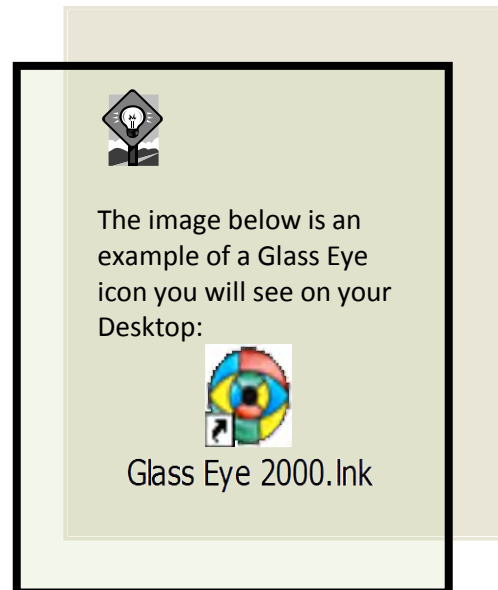 The image below is an
example of a Glass Eye
icon you will see on your
Desktop:
Glass Eye 2000.lnk